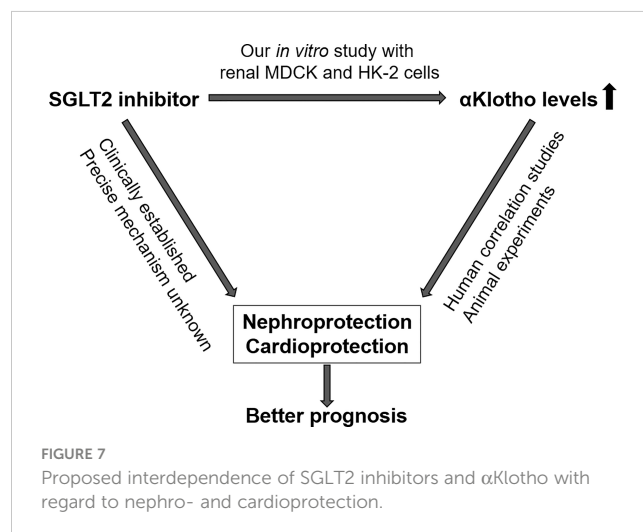 Our in vitro study with
renal MDCK and HK-2 cells
SGLT2 inhibitor
αKlotho levels
Clinically established
Precise mechanism unknown
Human correlation studies
Animal experiments
Nephroprotection
Cardioprotection
Better prognosis
FIGURE 7
Proposed interdependence of SGLT2 inhibitors and αKlotho with
regard to nephro- and cardioprotection.